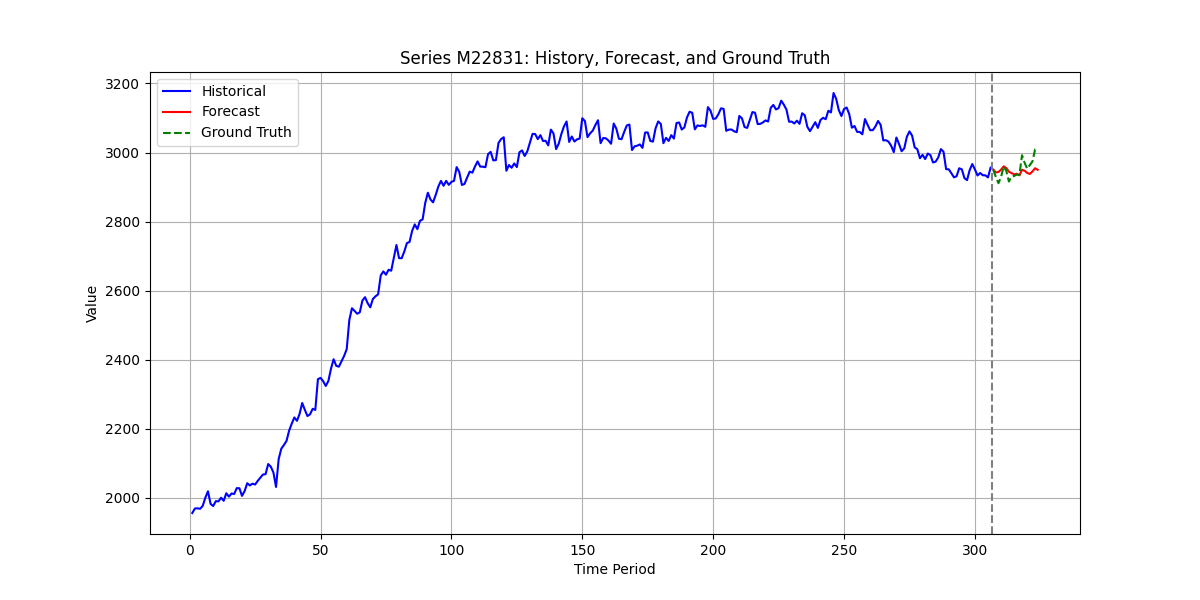 Series M22831: History, Forecast, and Ground Truth
Historical
Forecast
Ground Truth
3200
3000
2800
2600
2400
2200
2000
Value
0 50 100 150 200 250 300
Time Period